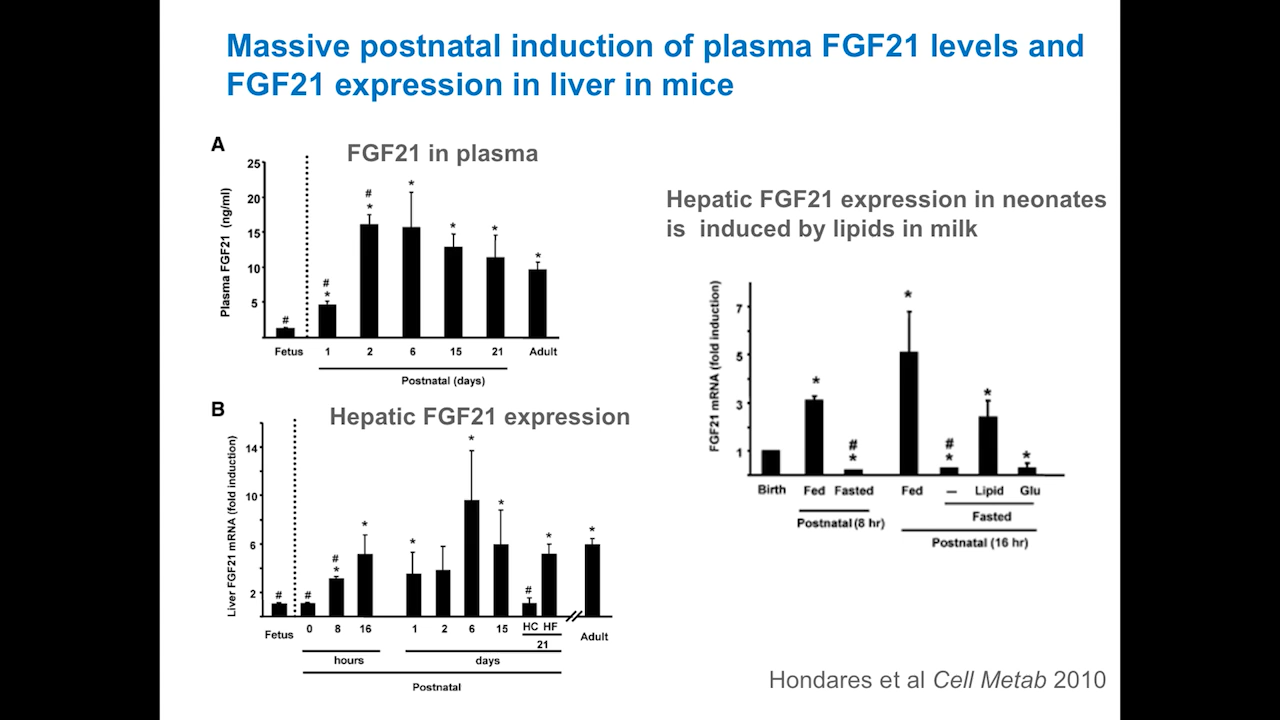 Massive postnatal induction of plasma FGF21 levels and
FGF21 expression in liver in mice
A
FGF21 in plasma
Plasma FGF21 (ng/ml)
25
20
15
10
5
#
# *
# *
*
*
*
*
Fetus 1 2 6 15 21 Adult
Postnatal (days)
B
Hepatic FGF21 expression
Liver FGF21 mRNA (fold induction)
14
10
6
2
#
#
# *
*
*
*
*
#
*
*
Fetus 0 8 16 1 2 6 15 HC HF Adult
21
hours days
Postnatal
Hepatic FGF21 expression in neonates
is induced by lipids in milk
FGF21 mRNA (fold induction)
7
5
3
1
*
# *
*
# *
*
*
Birth Fed Fasted Fed – Lipid Glu
Fasted
Postnatal (8 hr)
Postnatal (16 hr)
Hondares et al Cell Metab 2010